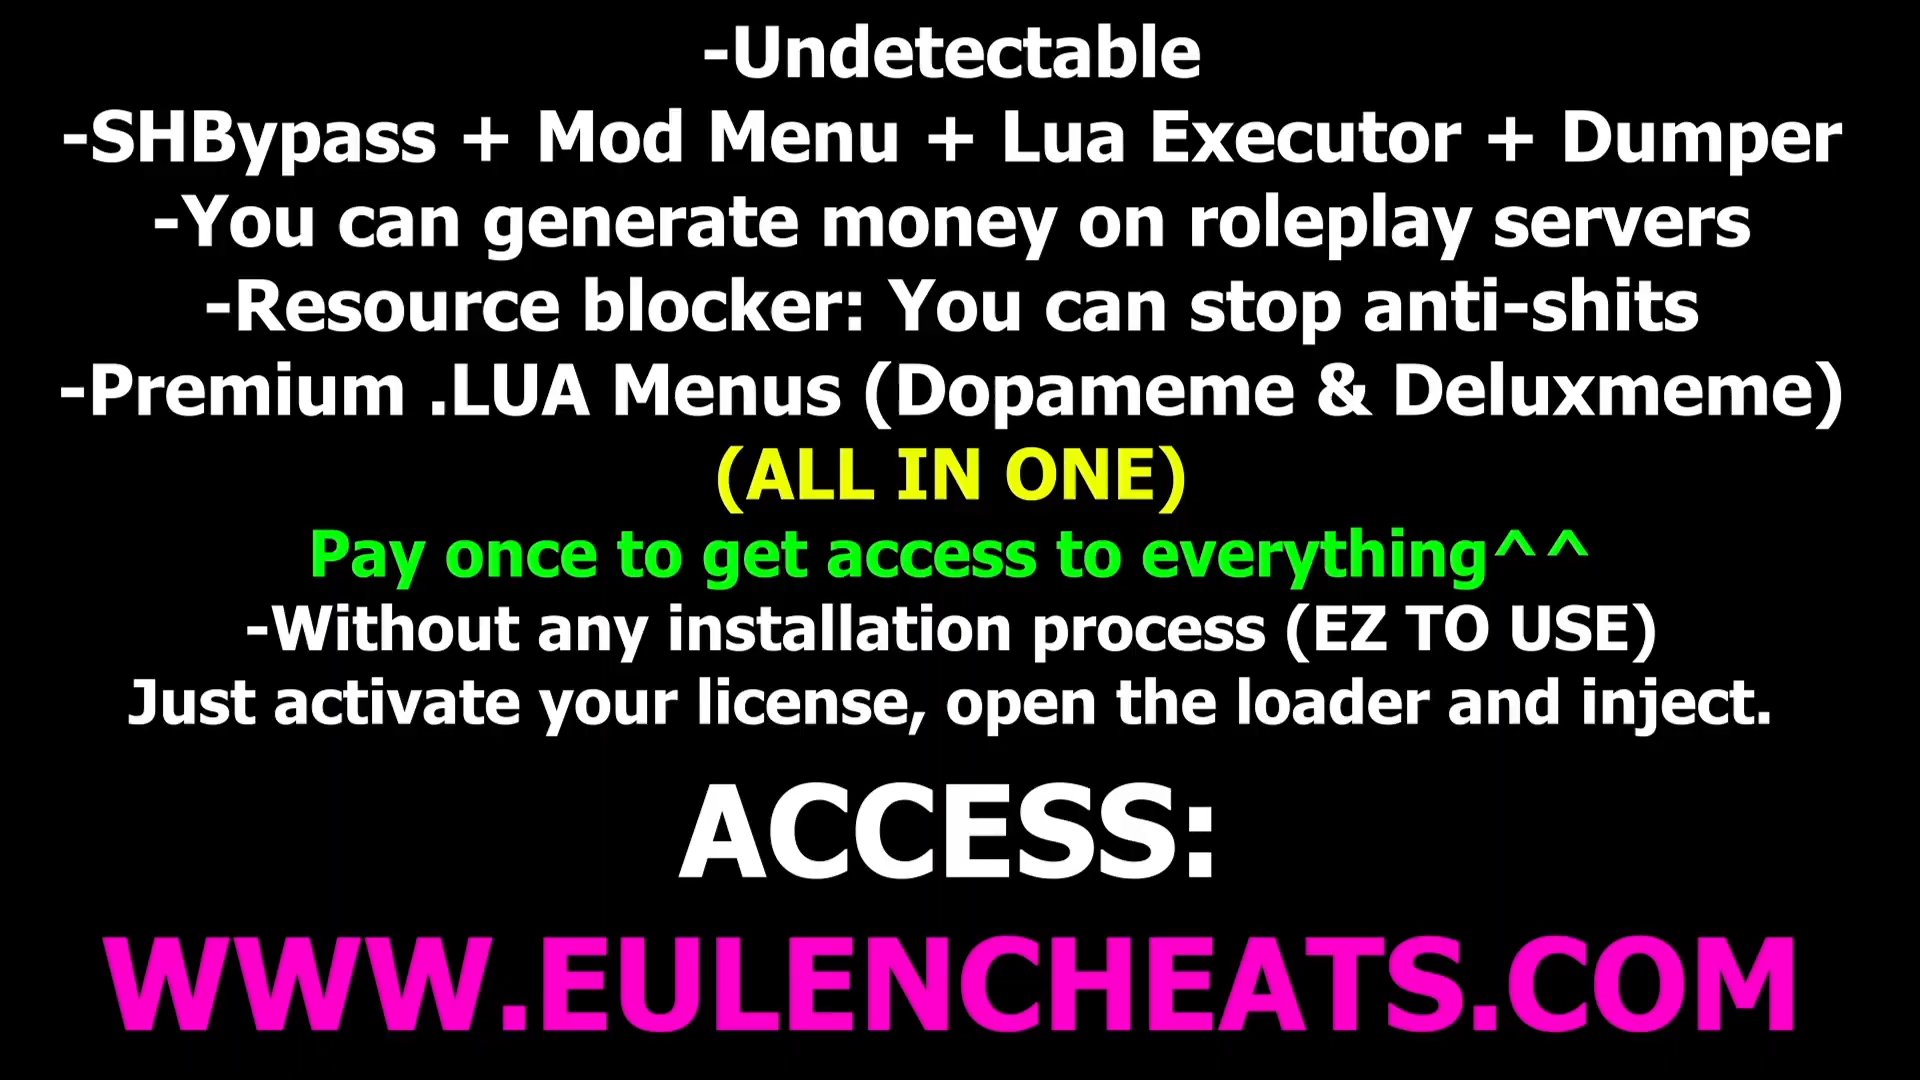 -Undetectable
-SHBypass + Mod Menu + Lua Executor + Dumper
-You can generate money on roleplay servers
-Resource blocker: You can stop anti-shits
-Premium .LUA Menus (Dopameme & Deluxmeme)
(ALL IN ONE)
Pay once to get access to everything^^
-Without any installation process (EZ TO USE)
Just activate your license, open the loader and inject.
ACCESS:
WWW.EULENCHEATS.COM